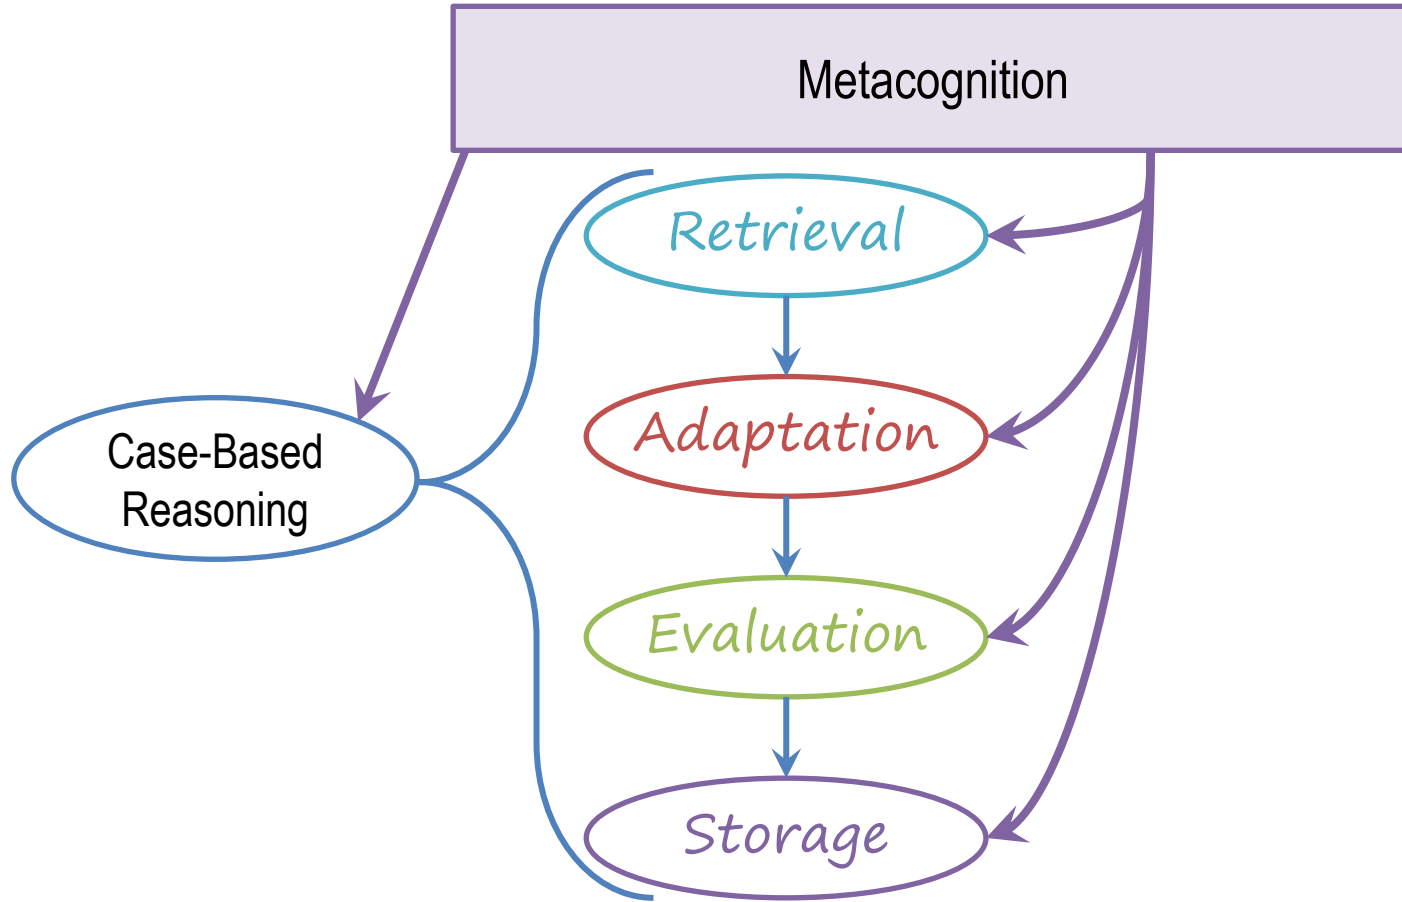 Metacognition
Retrieval
Adaptation
Case-Based
Reasoning
Evaluation
Storage